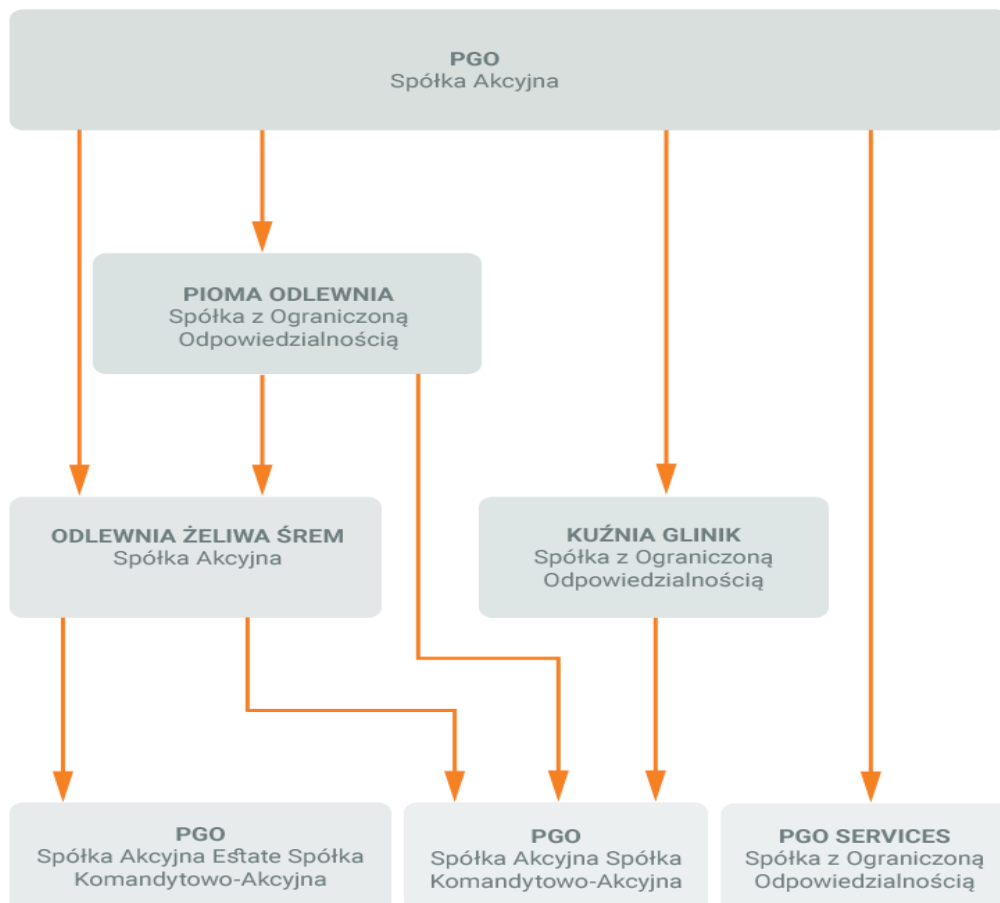 PGO
Spółka Akcyjna
PIOMA ODLEWNIA
Spółka z Ograniczoną
Odpowiedzialnością
ODLEWNIA ŻELIWA ŚREM
Spółka Akcyjna
KUŹNIA GLINIK
Spółka z Ograniczoną
Odpowiedzialnością
PGO
Spółka Akcyjna Estate Spółka
Komandytowo-Akcyjna
PGO
Spółka Akcyjna Spółka
Komandytowo-Akcyjna
PGO SERVICES
Spółka z Ograniczoną
Odpowiedzialnością